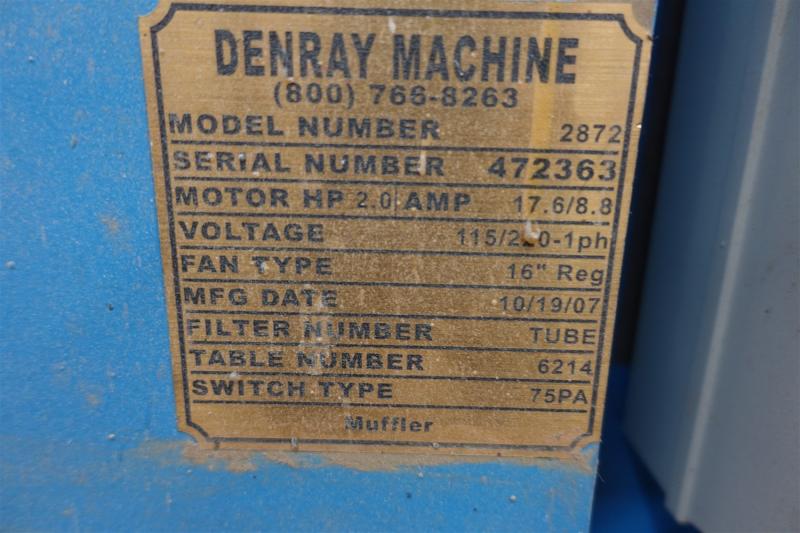 DENRAY MACHINE
(800) 766-8263
MODEL NUMBER 2872
SERIAL NUMBER 472363
MOTOR HP 2.0 AMP 17.6/8.8
VOLTAGE 115/220-1ph
FAN TYPE 16" Reg
MFG DATE 10/19/07
FILTER NUMBER TUBE
TABLE NUMBER 6214
SWITCH TYPE 75PA
Muffler